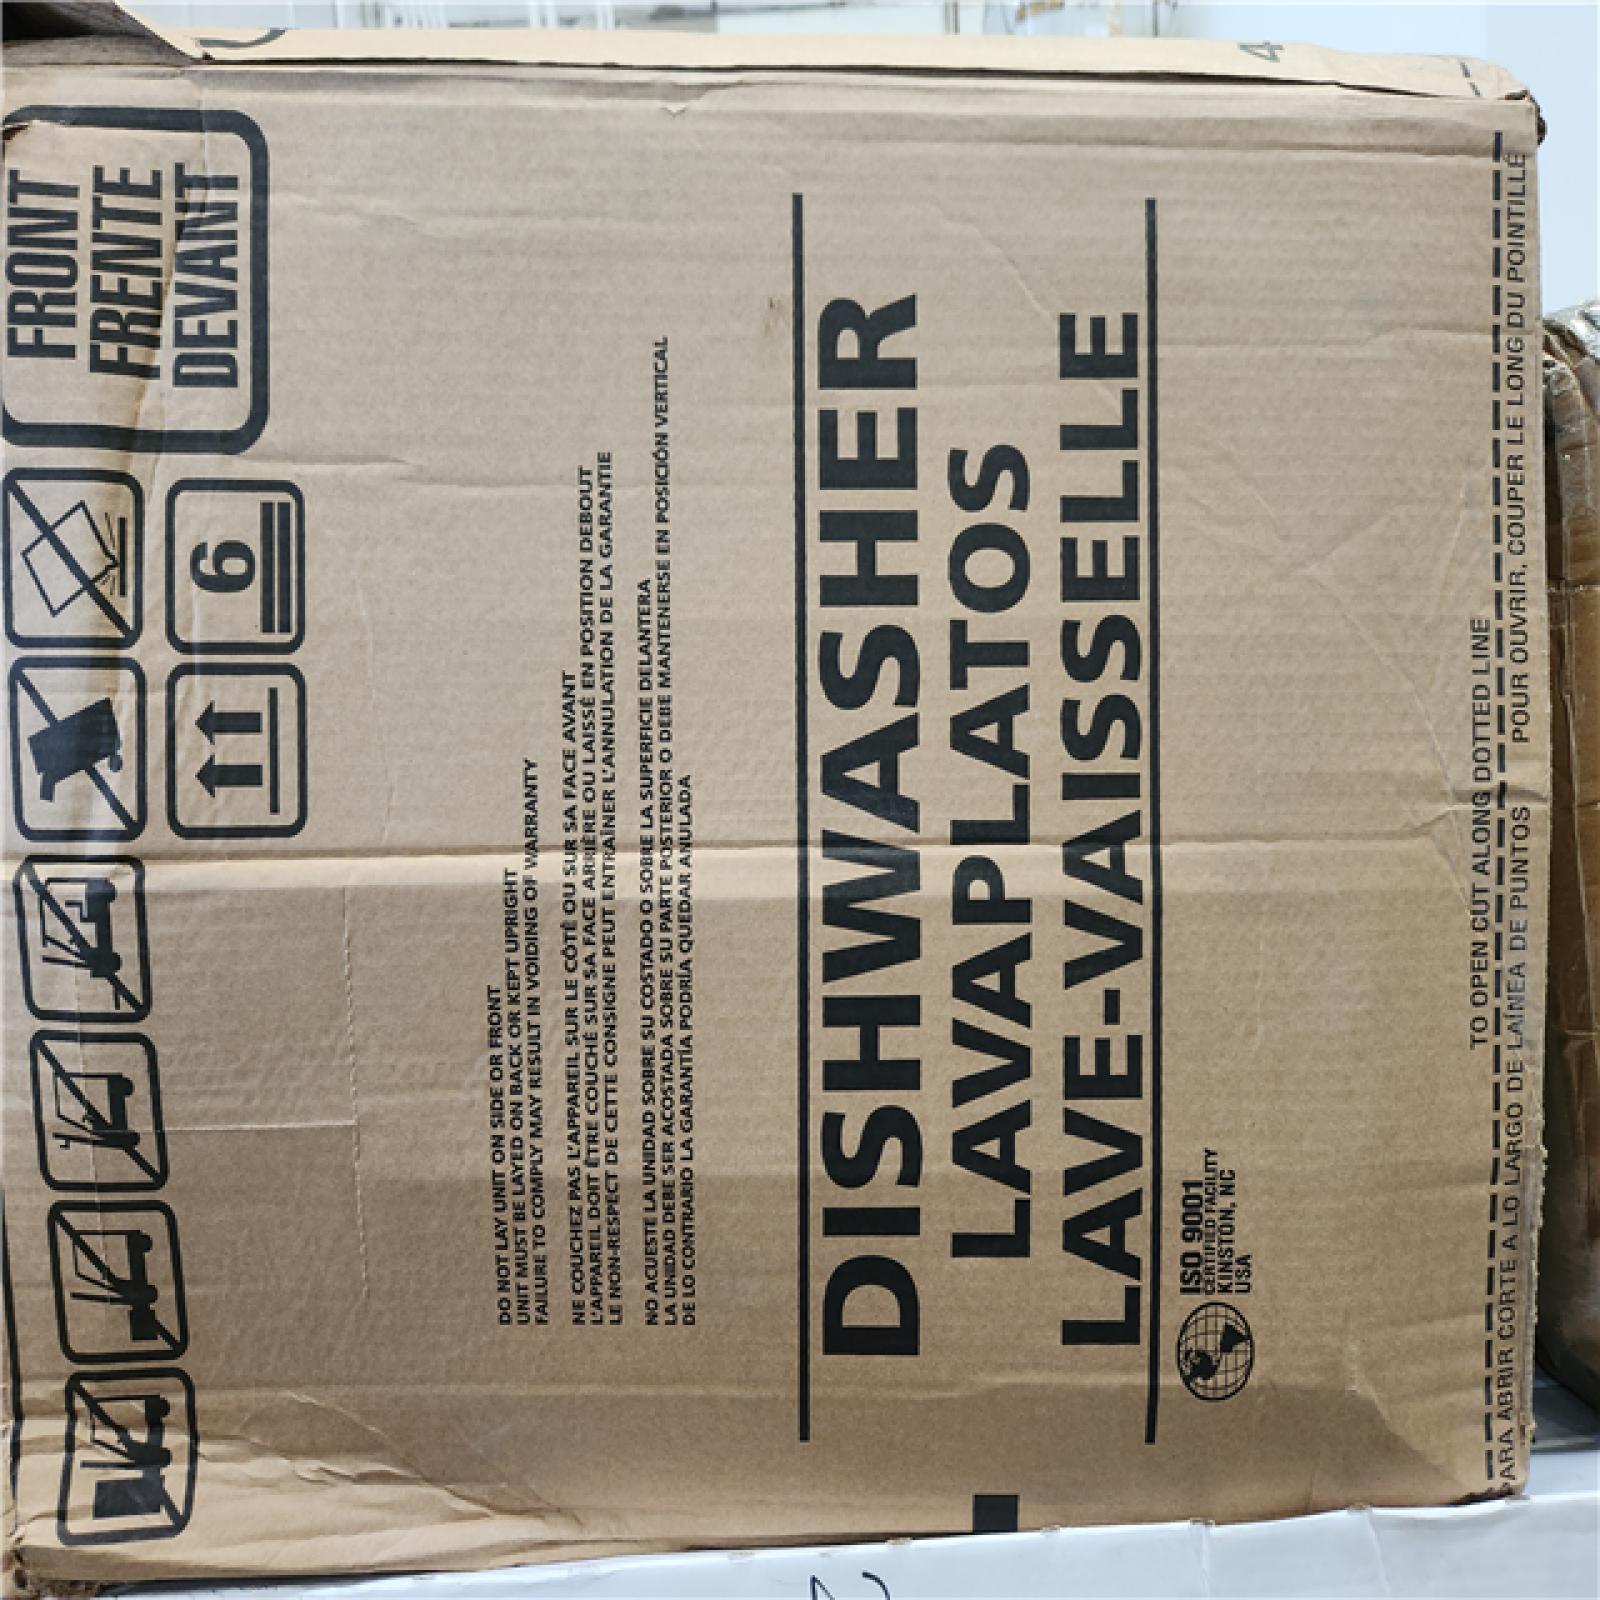 FRONT
FRENTE
DEVANT
6
DO NOT LAY UNIT ON SIDE OR FRONT
UNIT MUST BE LAYED ON BACK OR KEPT UPRIGHT
FAILURE TO COMPLY MAY RESULT IN VOIDING OF WARRANTY
NE COUCHEZ PAS L'APPAREIL SUR LE CÔTÉ OU SUR SA FACE AVANT
L'APPAREIL DOIT ÊTRE COUCHÉ SUR SA FACE ARRIÈRE OU LAISSÉ EN POSITION DEBOUT
LE NON-RESPECT DE CETTE CONSIGNE PEUT ENTRAÎNER L'ANNULATION DE LA GARANTIE
NO ACUESTE LA UNIDAD SOBRE SU COSTADO O SOBRE LA SUPERFICIE DELANTERA
LA UNIDAD DEBE SER ACOSTADA SOBRE SU PARTE POSTERIOR O DEBE MANTENERSE EN POSICIÓN VERTICAL
DE LO CONTRARIO LA GARANTÍA PODRÍA QUEDAR ANULADA
DISHWASHER
LAVAPLATOS
LAVE-VAISSELLE
ISO 9001
CERTIFIED FACILITY
KINSTON, NC
USA
TO OPEN CUT ALONG DOTTED LINE
PARA ABRIR CORTE A LO LARGO DE LAÍNEA DE PUNTOS POUR OUVRIR, COUPER LE LONG DU POINTILLÉ